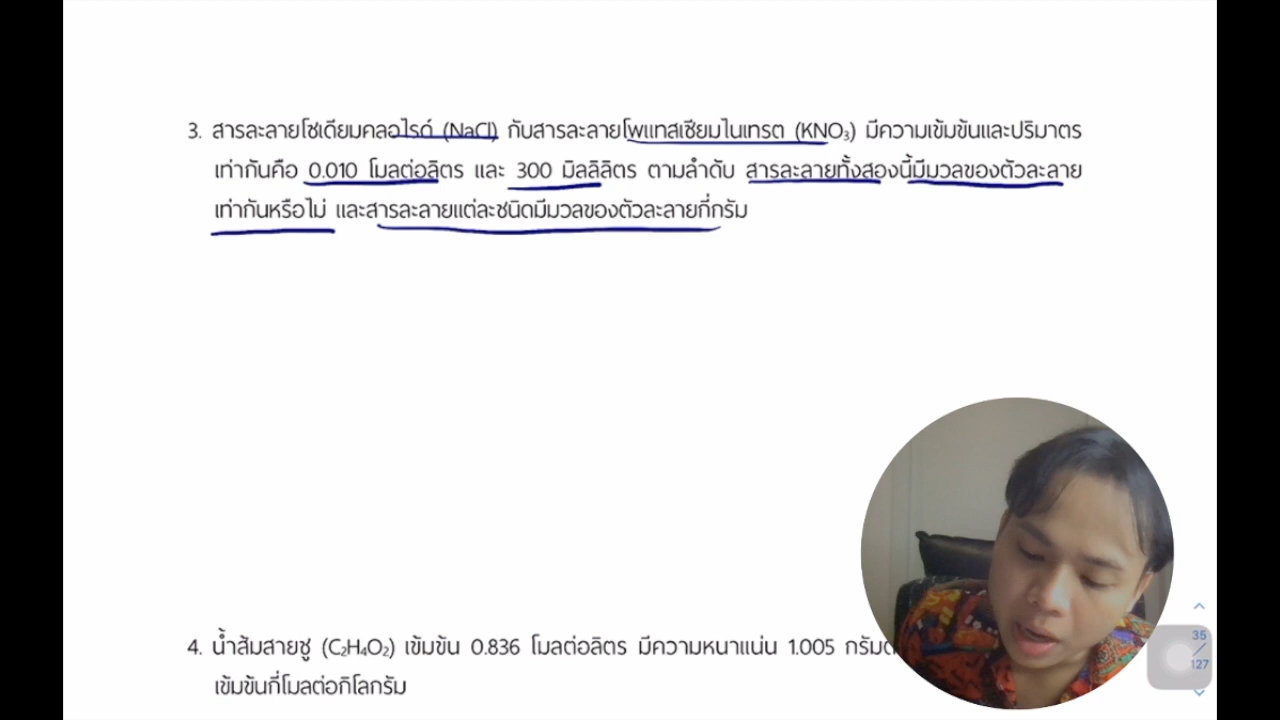 3. สารละลายโซเดียมคลอไรด์ (NaCl) กับสารละลายโพแทสเซียมไนเทรต (KNO₃) มีความเข้มข้นและปริมาตร
เท่ากันคือ 0.010 โมลต่อลิตร และ 300 มิลลิลิตร ตามลำดับ สารละลายทั้งสองนี้มีมวลของตัวละลาย
เท่ากันหรือไม่ และสารละลายแต่ละชนิดมีมวลของตัวละลายกี่กรัม
4. น้ำส้มสายชู (C₂H₄O₂) เข้มข้น 0.836 โมลต่อลิตร มีความหนาแน่น 1.005
เข้มข้นกี่โมลต่อกิโลกรัม
35
127